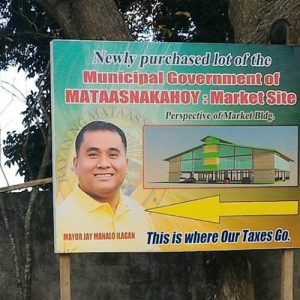 Newly purchased lot of the
Municipal Government of
MATAASNAKAHOY : Market Site
Perspective of Market Bldg.
MAYOR JAY MANALO ILAGAN
This is where Our Taxes Go.